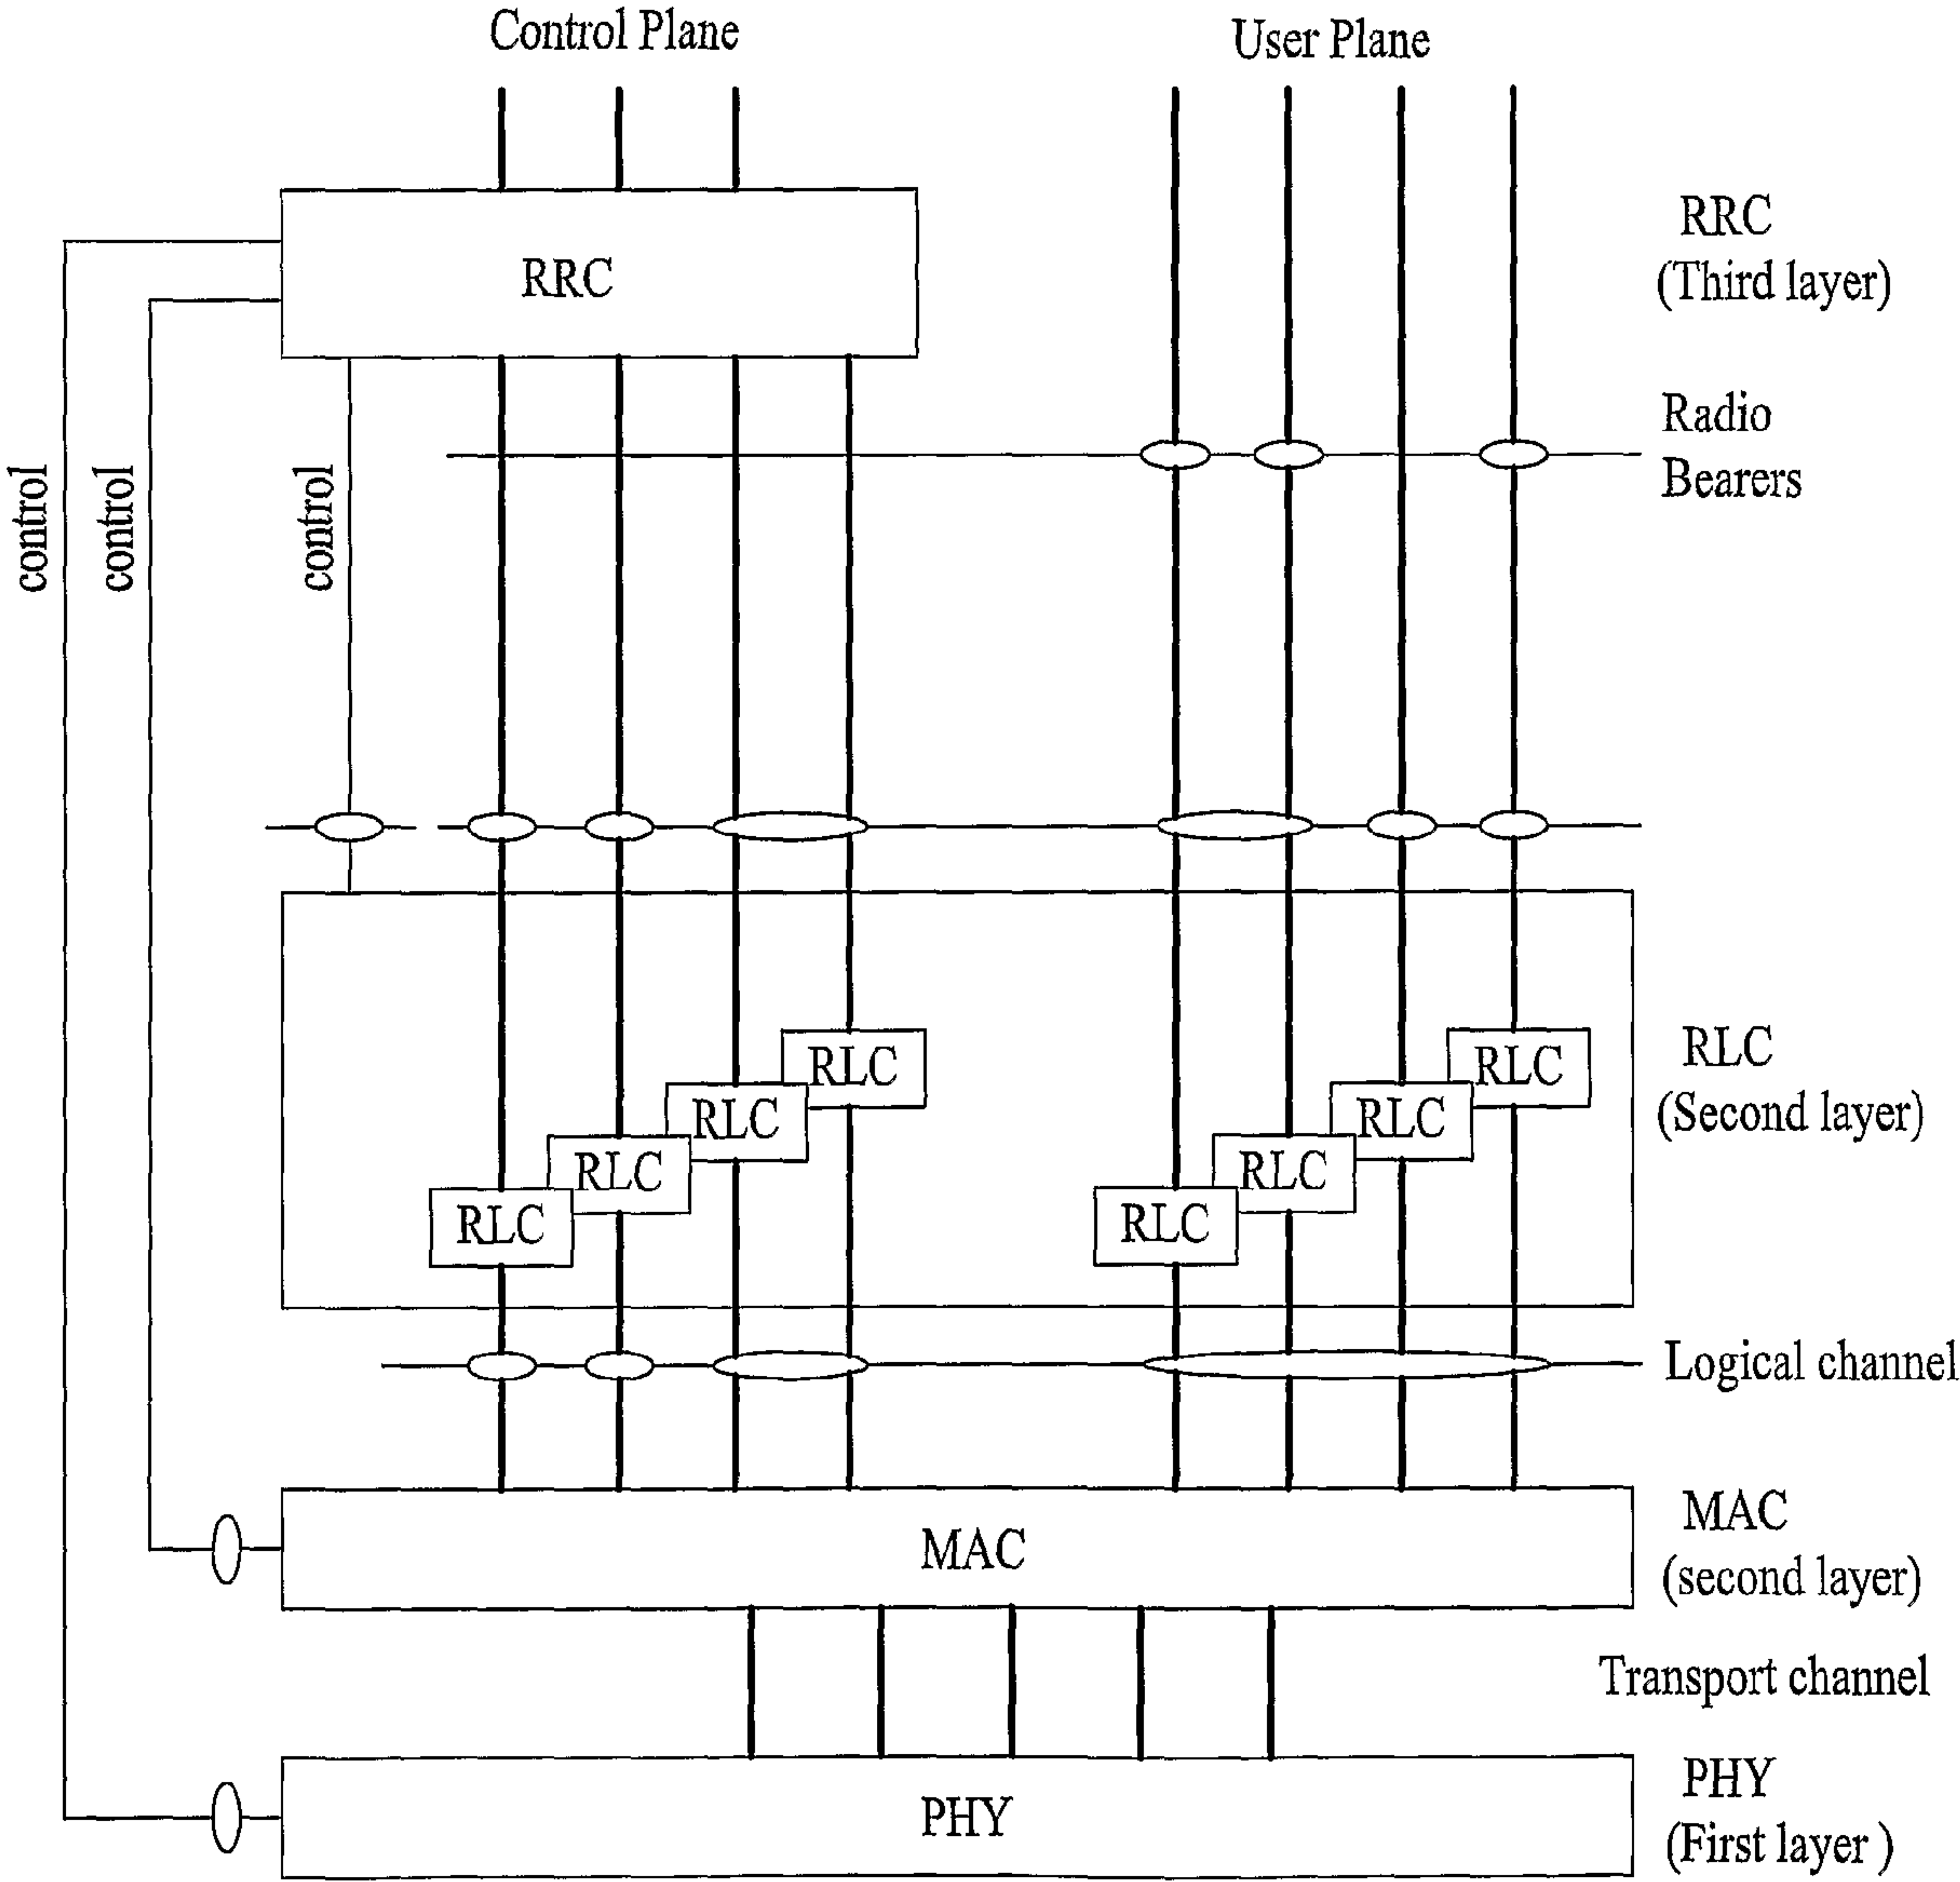 Control Plane
User Plane
RRC
RRC
(Third layer)
Radio
Bearers
control
control
control
RLC
RLC
RLC
RLC
RLC
RLC
RLC
RLC
RLC
(Second layer)
Logical channel
MAC
MAC
(second layer)
Transport channel
PHY
PHY
(First layer )